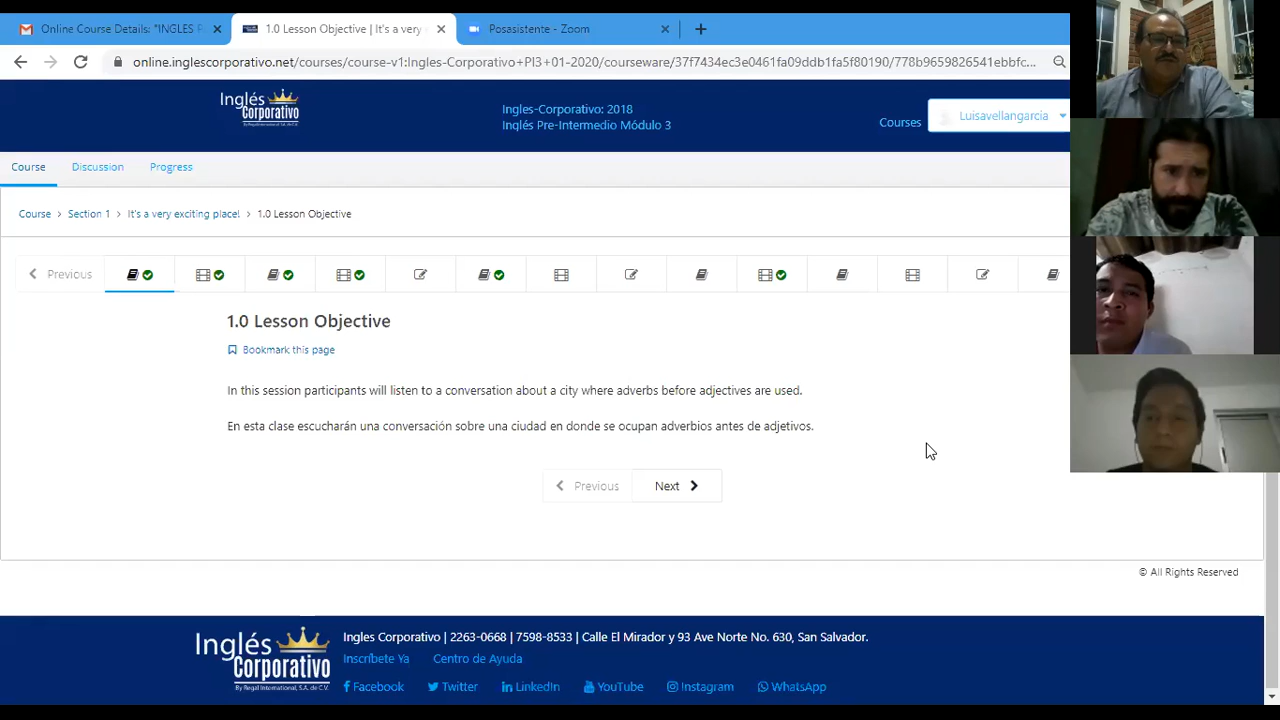 Online Course Details: "INGLES P
1.0 Lesson Objective | It's a very
Posasistente - Zoom
online.inglescorporativo.net/courses/course-v1:Ingles-Corporativo+PI3+01-2020/courseware/37f7434ec3e0461fa09ddb1fa5f80190/778b9659826541ebbfc...
Inglés
Corporativo
Ingles-Corporativo: 2018
Inglés Pre-Intermedio Módulo 3
Courses
Luisavellangarcia
Course
Discussion
Progress
Course > Section 1 > It's a very exciting place! > 1.0 Lesson Objective
Previous
1.0 Lesson Objective
Bookmark this page
In this session participants will listen to a conversation about a city where adverbs before adjectives are used.
En esta clase escucharán una conversación sobre una ciudad en donde se ocupan adverbios antes de adjetivos.
Previous
Next
© All Rights Reserved
Inglés
Corporativo
By Regal International, S.A. de C.V.
Ingles Corporativo | 2263-0668 | 7598-8533 | Calle El Mirador y 93 Ave Norte No. 630, San Salvador.
Inscríbete Ya
Centro de Ayuda
Facebook
Twitter
LinkedIn
YouTube
Instagram
WhatsApp